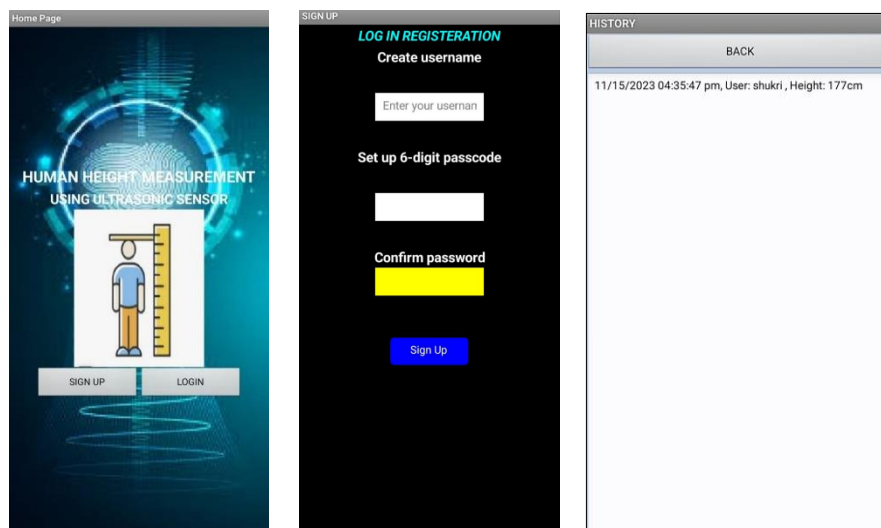 Home Page
HUMAN HEIGHT MEASUREMENT
USING ULTRASONIC SENSOR
SIGN UP
LOGIN
SIGN UP
LOG IN REGISTERATION
Create username
Enter your usernan
Set up 6-digit passcode
Confirm password
Sign Up
HISTORY
BACK
11/15/2023 04:35:47 pm, User: shukri , Height: 177cm